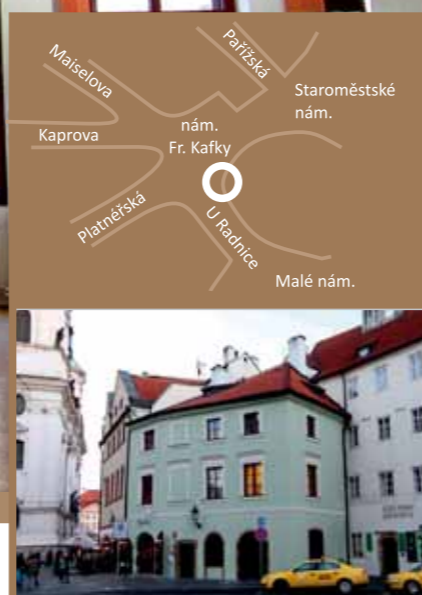 Pařížská
Maiselova
Staroměstské
nám.
Kaprova
nám.
Fr. Kafky
Platnéřská
U Radnice
Malé nám.